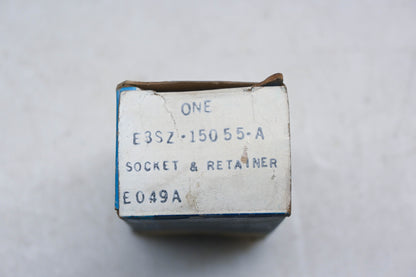 ONE
E3SZ-15055-A
SOCKET & RETAINER
E049A